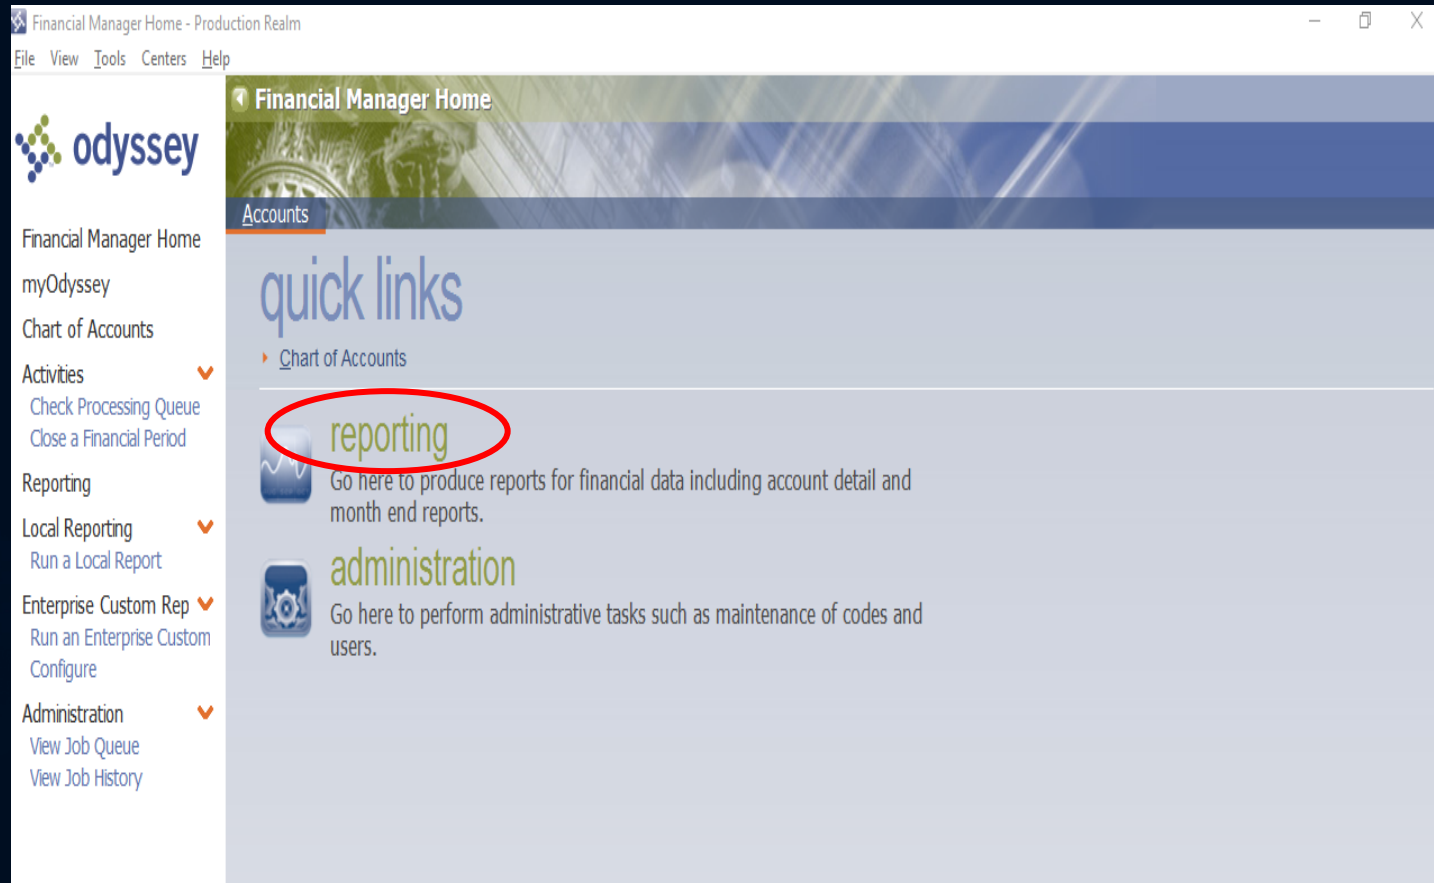 Financial Manager Home - Production Realm
File View Tools Centers Help
odyssey
Financial Manager Home
myOdyssey
Chart of Accounts
Activities
Check Processing Queue
Close a Financial Period
Reporting
Local Reporting
Run a Local Report
Enterprise Custom Rep
Run an Enterprise Custom
Configure
Administration
View Job Queue
View Job History
Financial Manager Home
Accounts
quick links
Chart of Accounts
reporting
Go here to produce reports for financial data including account detail and
month end reports.
administration
Go here to perform administrative tasks such as maintenance of codes and
users.